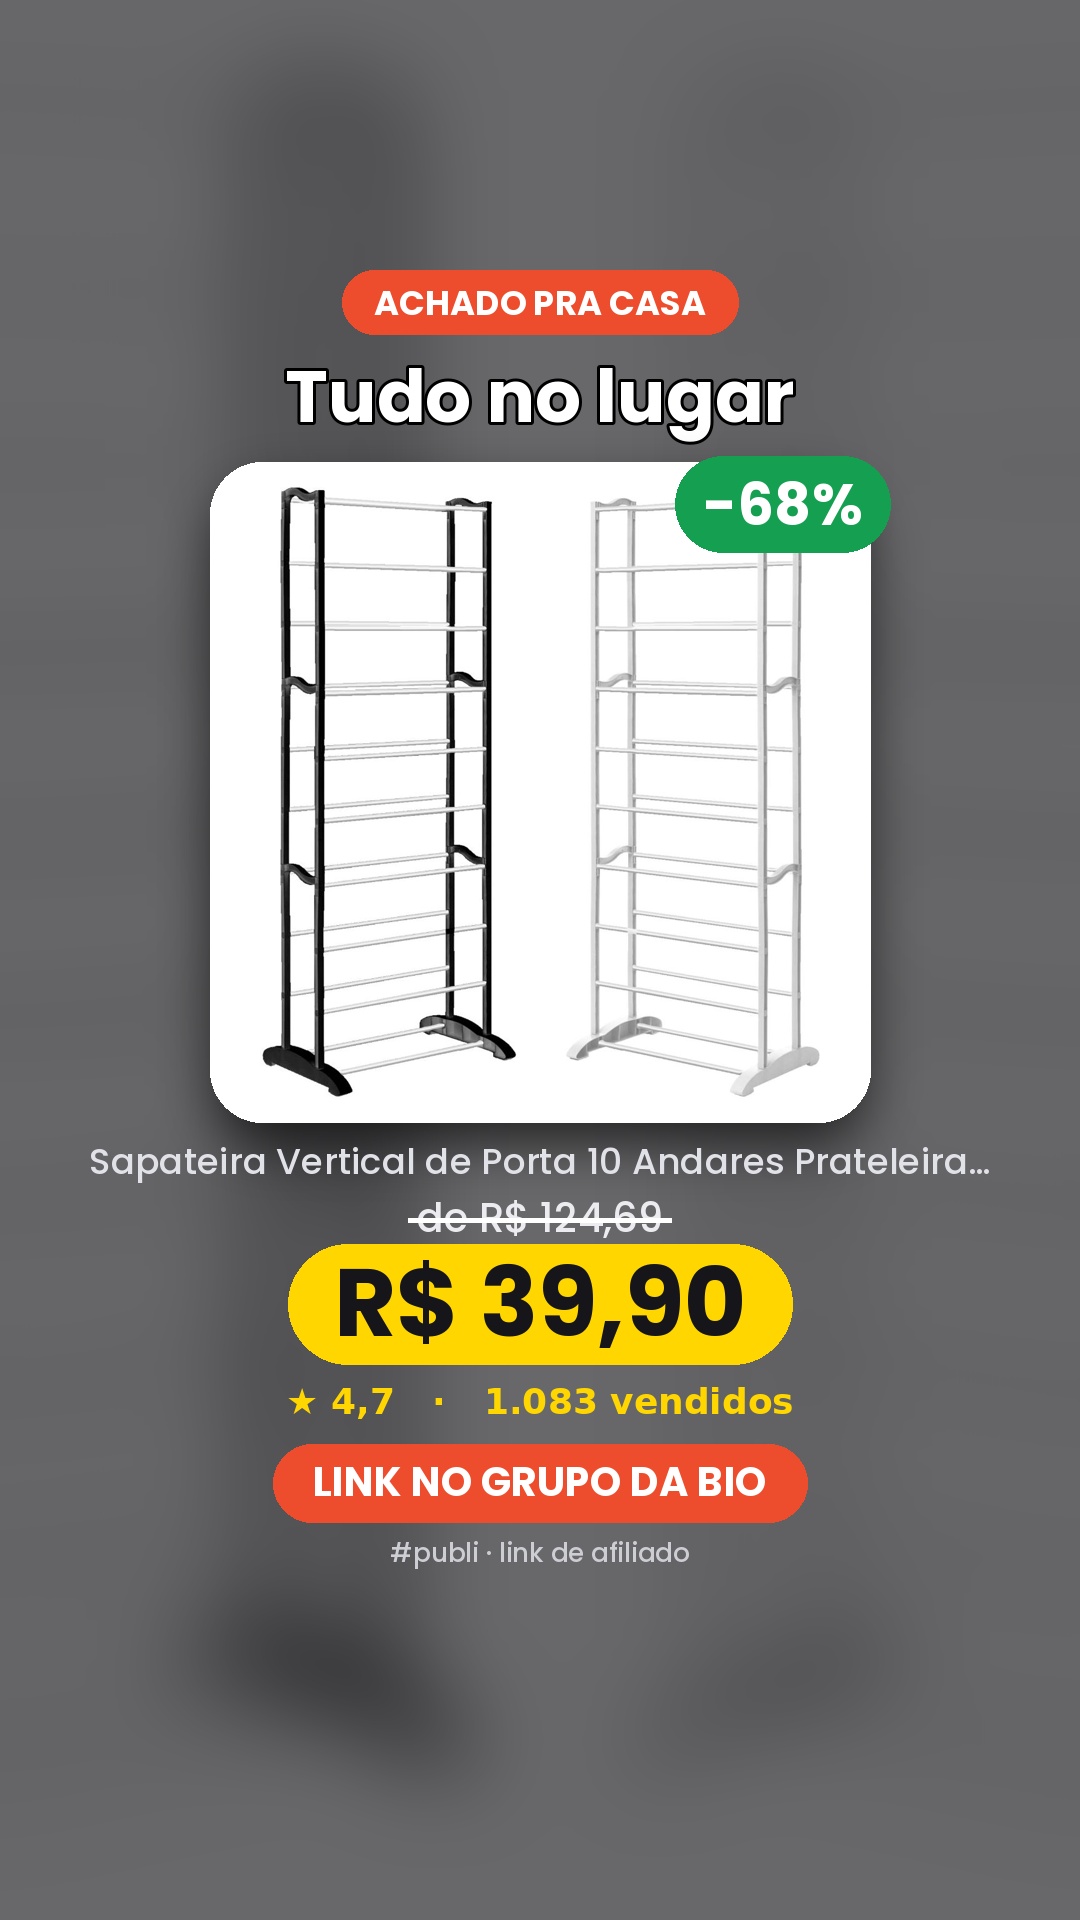 ACHADO PRA CASA
Tudo no lugar
-68%
Sapateira Vertical de Porta 10 Andares Prateleira...
de R$ 124,69
R$ 39,90
★ 4,7 · 1.083 vendidos
LINK NO GRUPO DA BIO
#publi · link de afiliado